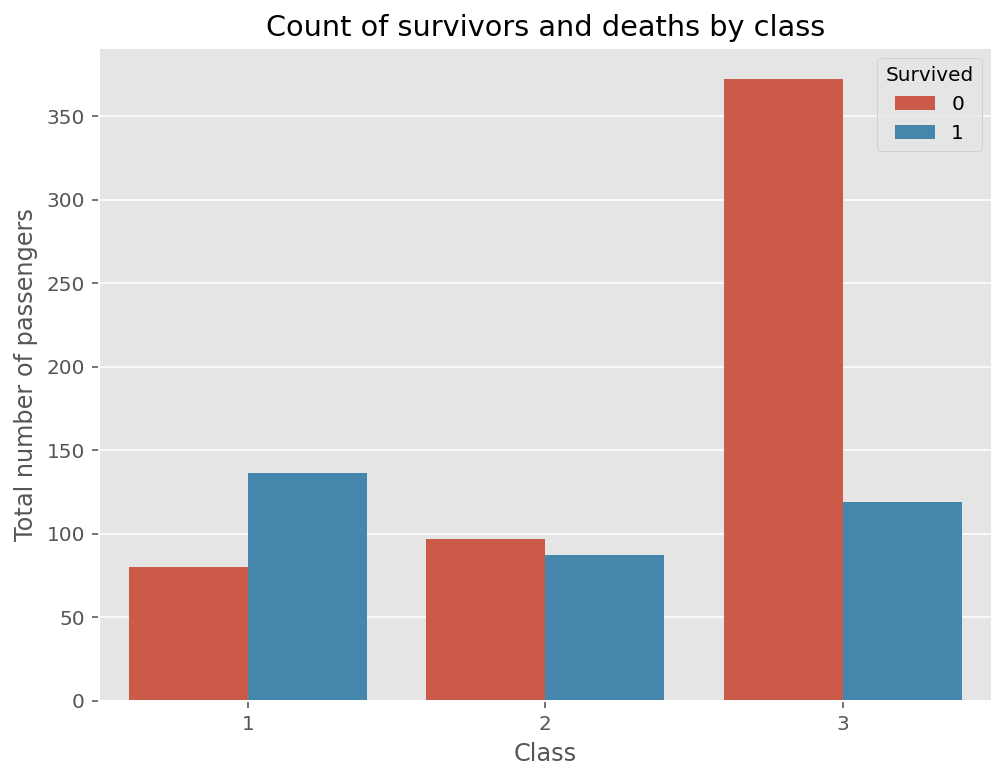 Count of survivors and deaths by class
Survived
0
1
350
300
250
200
150
100
50
0
Total number of passengers
1 2 3
Class